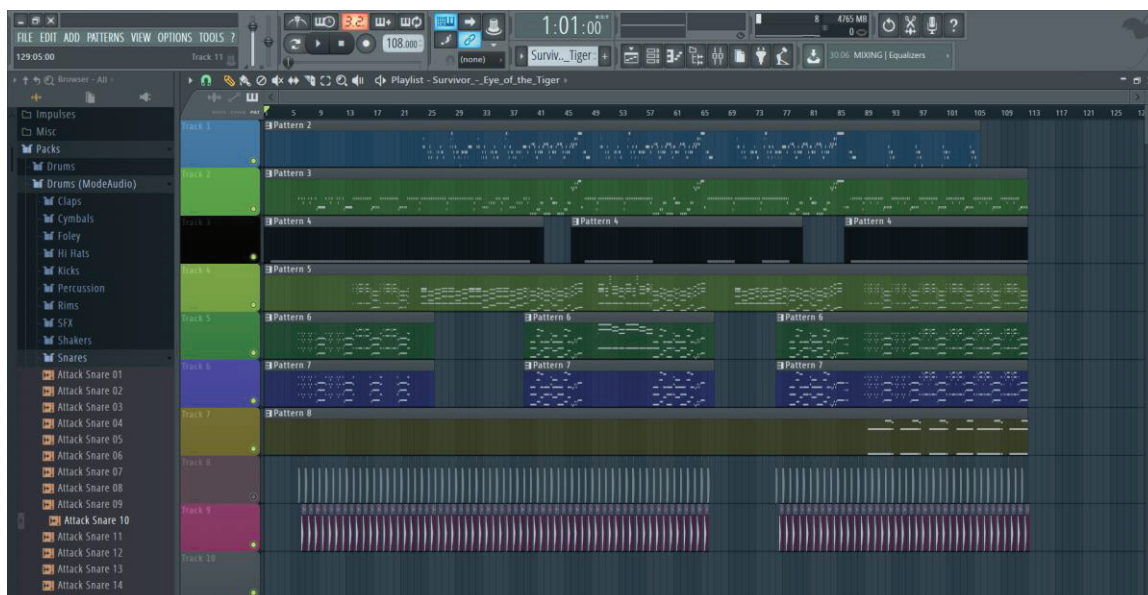 FILE EDIT ADD PATTERNS VIEW OPTIONS TOOLS ?
129:05:00 Track 11
3.2
108.000
(none)
1:01:00
Surviv.._Tiger
8 4765 MB
0
30.06 MIXING | Equalizers
Browser - All
Playlist - Survivor_-_Eye_of_the_Tiger
Impulses
Misc
Packs
Drums
Drums (ModeAudio)
Claps
Cymbals
Foley
Hi Hats
Kicks
Percussion
Rims
SFX
Shakers
Snares
Attack Snare 01
Attack Snare 02
Attack Snare 03
Attack Snare 04
Attack Snare 05
Attack Snare 06
Attack Snare 07
Attack Snare 08
Attack Snare 09
Attack Snare 10
Attack Snare 11
Attack Snare 12
Attack Snare 13
Attack Snare 14
5 9 13 17 21 25 29 33 37 41 45 49 53 57 61 65 69 73 77 81 85 89 93 97 101 105 109 113 117 121 125
Track 1 Pattern 2
Track 2 Pattern 3
Track 3 Pattern 4 Pattern 4 Pattern 4
Track 4 Pattern 5
Track 5 Pattern 6 Pattern 6 Pattern 6
Track 6 Pattern 7 Pattern 7 Pattern 7
Track 7 Pattern 8
Track 8
Track 9
Track 10